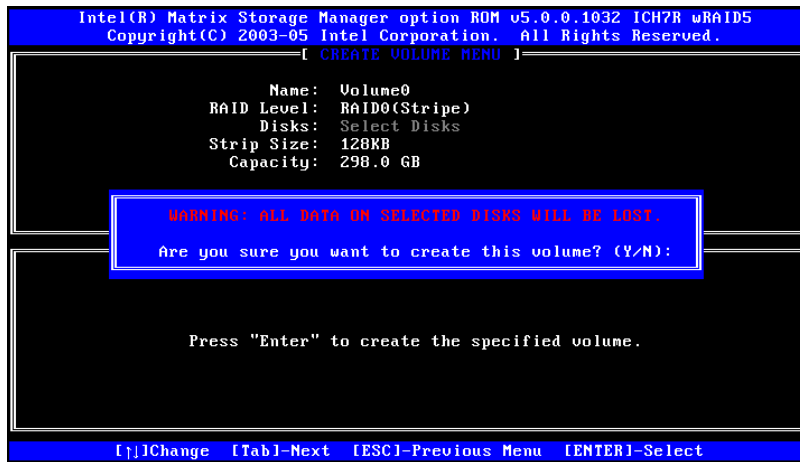 Intel(R) Matrix Storage Manager option ROM v5.0.0.1032 ICH7R wRAID5
Copyright(C) 2003-05 Intel Corporation. All Rights Reserved.
[ CREATE VOLUME MENU ]
Name: Volume0
RAID Level: RAID0(Stripe)
Disks: Select Disks
Strip Size: 128KB
Capacity: 298.0 GB
WARNING: ALL DATA ON SELECTED DISKS WILL BE LOST.
Are you sure you want to create this volume? (Y/N):
Press "Enter" to create the specified volume.
[↑↓]Change [Tab]-Next [ESC]-Previous Menu [ENTER]-Select